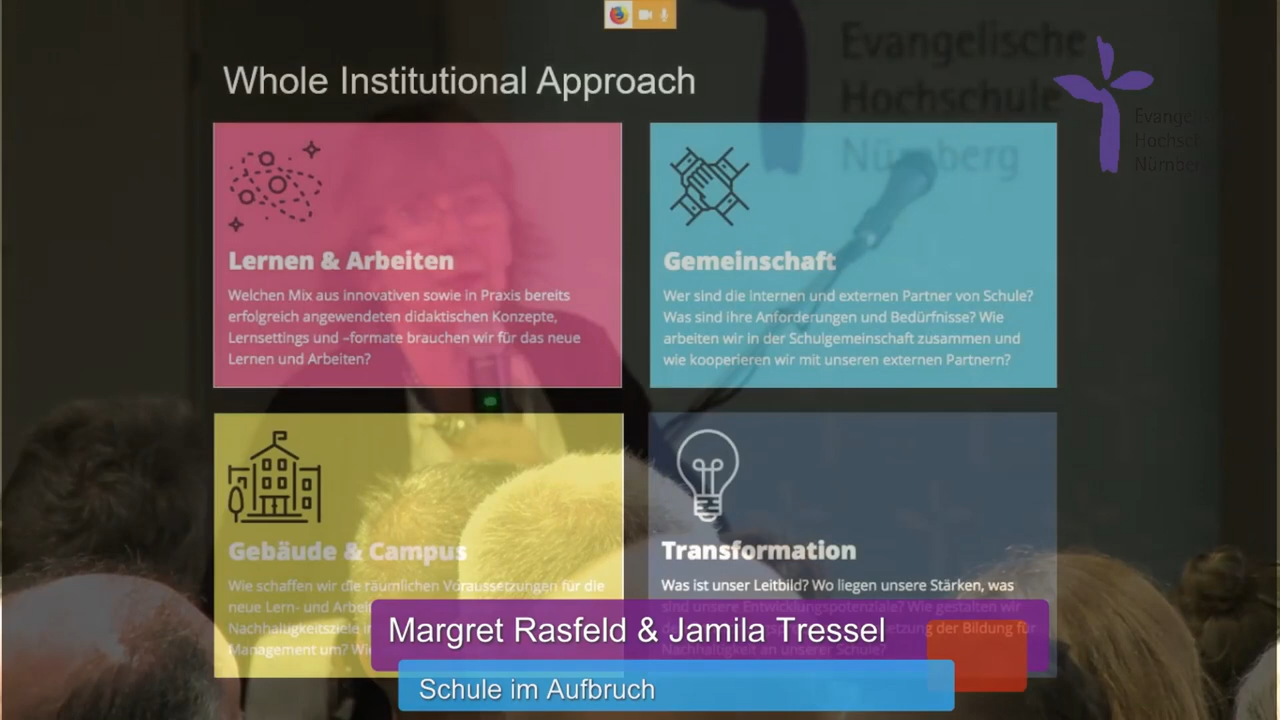 Evangelische
Hochschule
Nürnberg
Whole Institutional Approach
Evangel
Hochsch
Nürnber
Lernen & Arbeiten
Welchen Mix aus innovativen sowie in Praxis bereits
erfolgreich angewendeten didaktischen Konzepte,
Lernsettings und –formate brauchen wir für das neue
Lernen und Arbeiten?
Gemeinschaft
Wer sind die internen und externen Partner von Schule?
Was sind ihre Anforderungen und Bedürfnisse? Wie
arbeiten wir in der Schulgemeinschaft zusammen und
wie kooperieren wir mit unseren externen Partnern?
Gebäude & Campus
Wie schaffen wir die räumlichen Voraussetzungen für die
neue Lern- und Arbei
Nachhaltigkeitsziele i
Management um? Wi
Transformation
Was ist unser Leitbild? Wo liegen unsere Stärken, was
sind unsere Entwicklungspotenziale? Wie gestalten wir
der Bildung für
Nachhaltigkeit an unserer Schule?
Margret Rasfeld & Jamila Tressel
Schule im Aufbruch